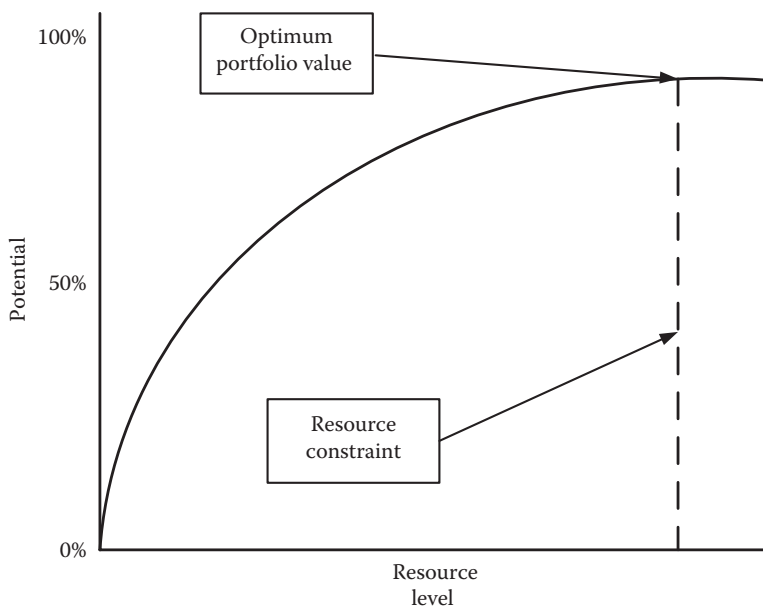 100%
Optimum
portfolio value
Potential
50%
Resource
constraint
0%
Resource
level